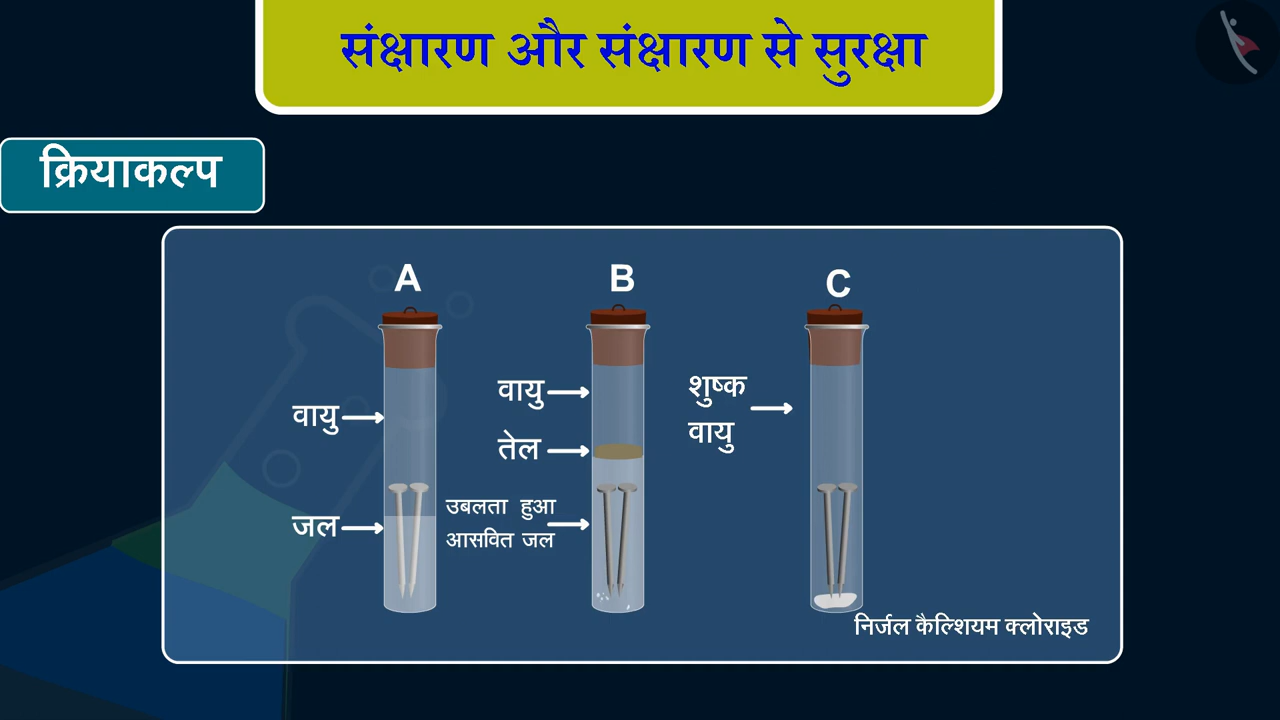 संक्षारण और संक्षारण से सुरक्षा
क्रियाकल्प
A
B
C
वायु
जल
वायु
तेल
उबलता हुआ
आसवित जल
शुष्क
वायु
निर्जल कैल्शियम क्लोराइड